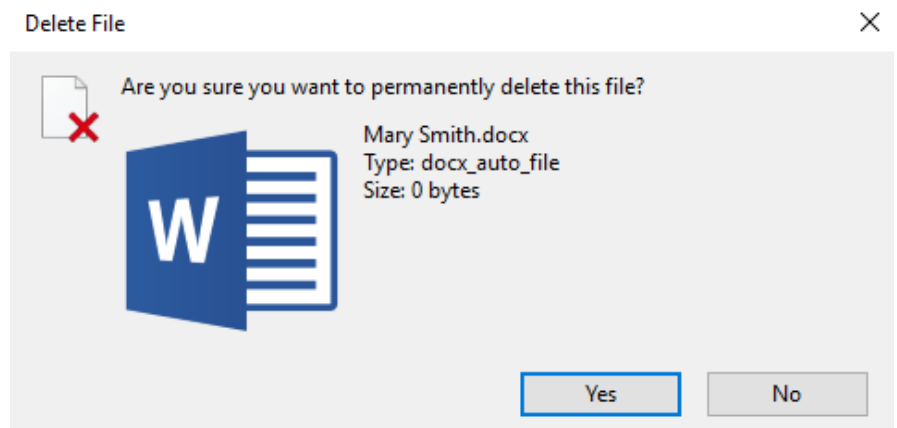 Delete File
Are you sure you want to permanently delete this file?
Mary Smith.docx
Type: docx_auto_file
Size: 0 bytes
W
Yes
No